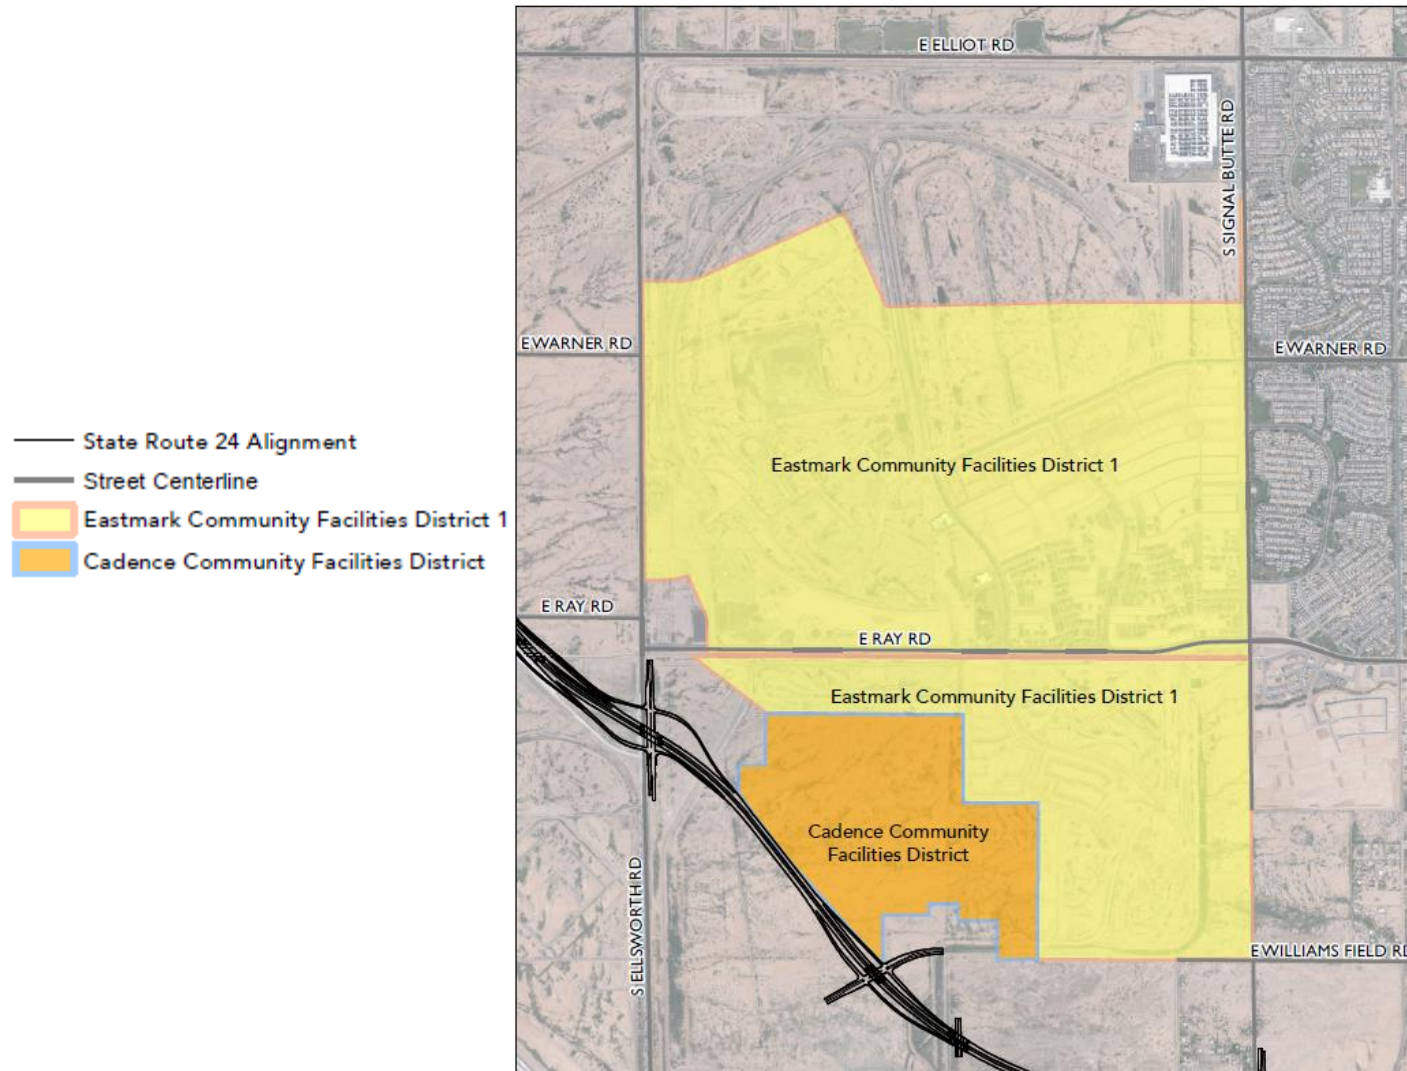 State Route 24 Alignment
Street Centerline
Eastmark Community Facilities District 1
Cadence Community Facilities District
E ELLIOT RD
S SIGNAL BUTTE RD
E WARNER RD
E WARNER RD
Eastmark Community Facilities District 1
E RAY RD
E RAY RD
Eastmark Community Facilities District 1
Cadence Community
Facilities District
S ELLSWORTH RD
E WILLIAMS FIELD RD